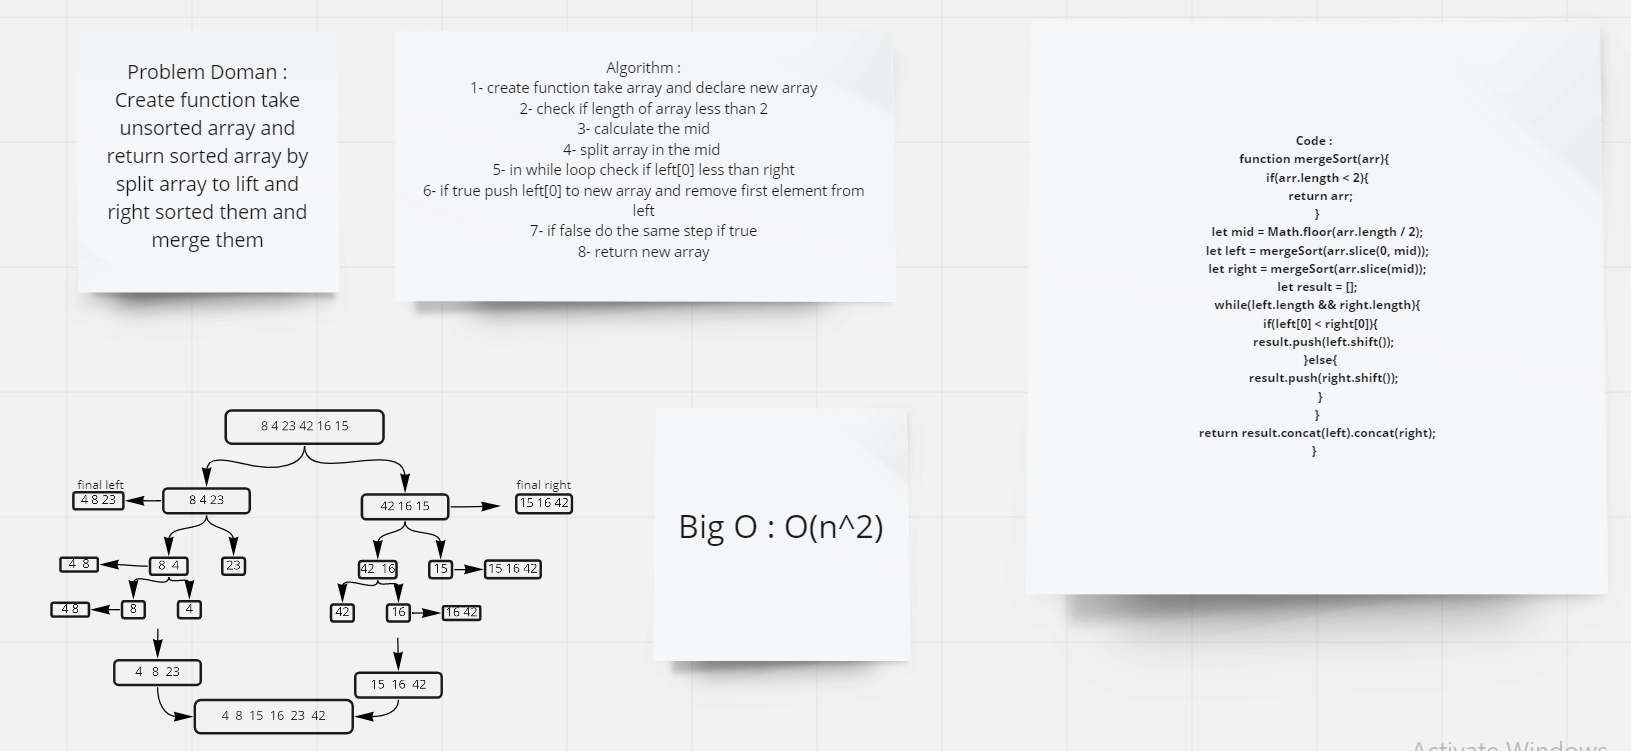 Problem Doman :
Create function take
unsorted array and
return sorted array by
split array to lift and
right sorted them and
merge them
Algorithm :
1- create function take array and declare new array
2- check if length of array less than 2
3- calculate the mid
4- split array in the mid
5- in while loop check if left[0] less than right
6- if true push left[0] to new array and remove first element from
left
7- if false do the same step if true
8- return new array
Code :
function mergeSort(arr){
if(arr.length < 2){
return arr;
}
let mid = Math.floor(arr.length / 2);
let left = mergeSort(arr.slice(0, mid));
let right = mergeSort(arr.slice(mid));
let result = [];
while(left.length && right.length){
if(left[0] < right[0]){
result.push(left.shift());
}else{
result.push(right.shift());
}
}
return result.concat(left).concat(right);
}
8 4 23 42 16 15
final left
4 8 23
8 4 23
42 16 15
final right
15 16 42
4 8
8 4
23
42 16
15
15 16 42
4 8
8
4
42
16
16 42
4 8 23
15 16 42
4 8 15 16 23 42
Big O : O(n^2)
Activate Windows